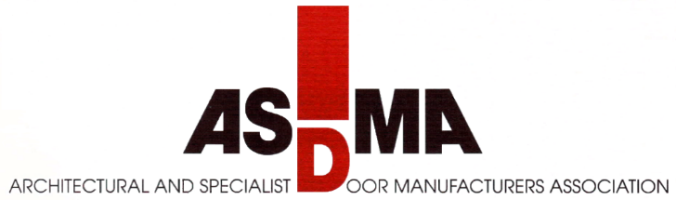 ASDMA
ARCHITECTURAL AND SPECIALIST DOOR MANUFACTURERS ASSOCIATION